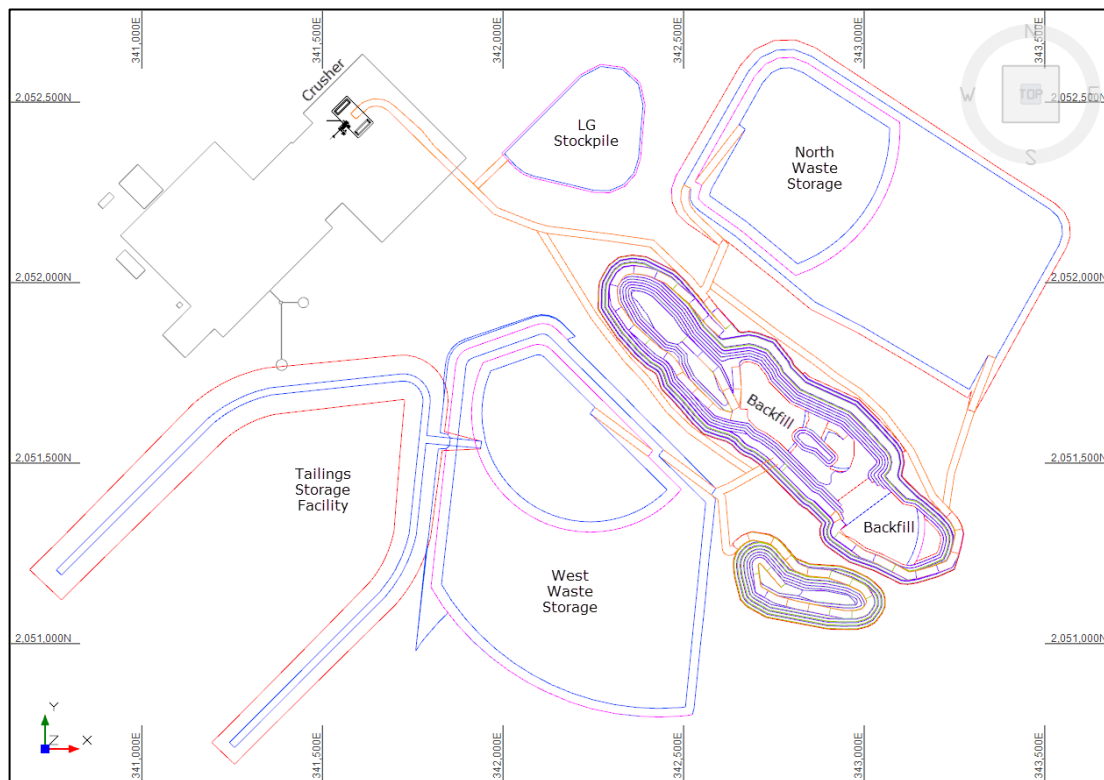 341,000E
341,500E
342,000E
342,500E
343,000E
343,500E
N
W
TOP
E
S
2,052,500N
2,052,500N
Crusher
LG
Stockpile
North
Waste
Storage
2,052,000N
2,052,000N
Backfill
2,051,500N
2,051,500N
Tailings
Storage
Facility
Backfill
West
Waste
Storage
2,051,000N
2,051,000N
Y
Z
X
341,000E
341,500E
342,000E
342,500E
343,000E
343,500E